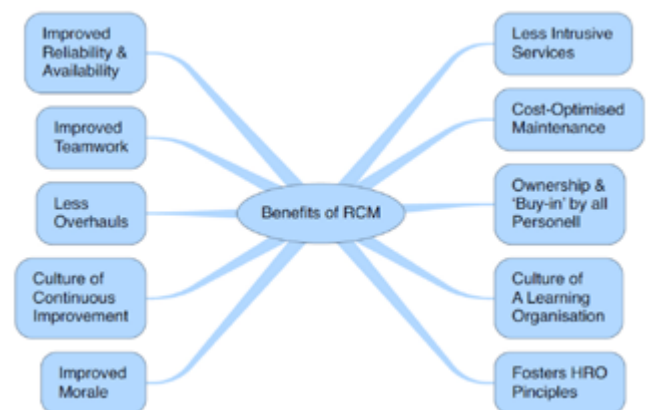 Improved
Reliability &
Availability
Improved
Teamwork
Less
Overhauls
Culture of
Continuous
Improvement
Improved
Morale
Benefits of RCM
Less Intrusive
Services
Cost-Optimised
Maintenance
Ownership &
'Buy-in' by all
Personell
Culture of
A Learning
Organisation
Fosters HRO
Pinciples